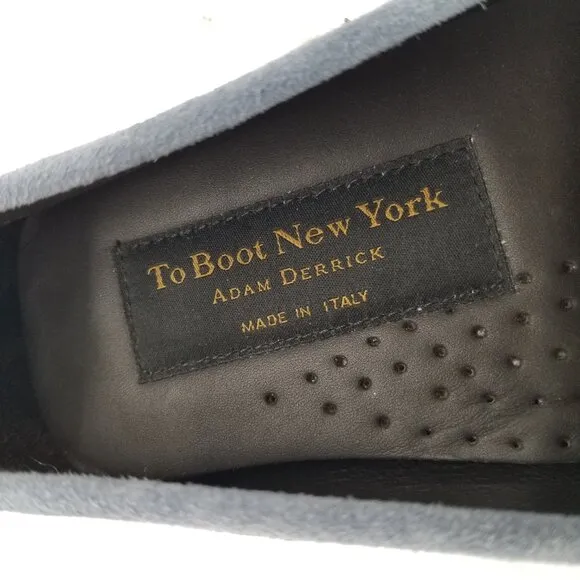 To Boot New York
ADAM DERRICK
MADE IN ITALY